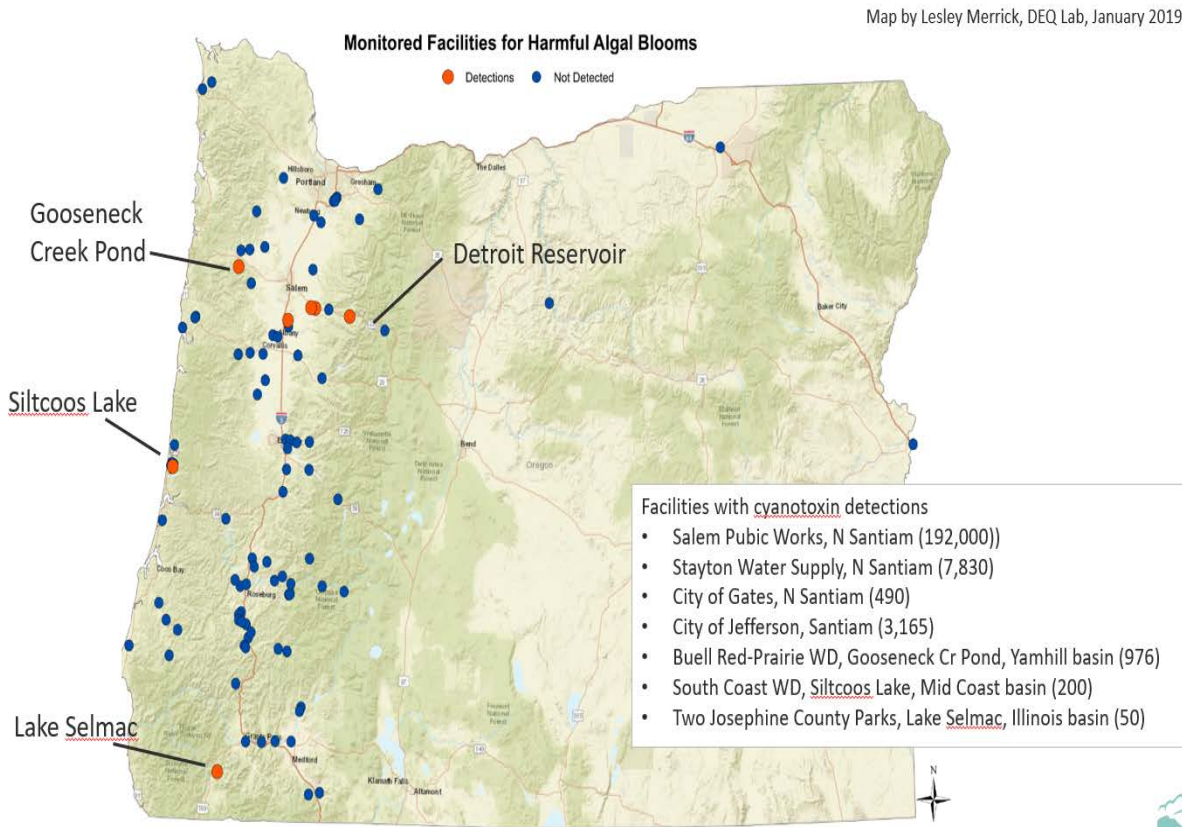 Map by Lesley Merrick, DEQ Lab, January 2019
Monitored Facilities for Harmful Algal Blooms
Detections
Not Detected
Hillsboro
Portland
Gresham
The Dalles
Newberg
Gooseneck
Creek Pond
Detroit Reservoir
Salem
Baker City
Corvallis
Siltcoos Lake
Bend
Oregon
Coos Bay
Roseburg
Lake Selmac
Medford
Klamath Falls
Altamont
Facilities with cyanotoxin detections
• Salem Pubic Works, N Santiam (192,000))
• Stayton Water Supply, N Santiam (7,830)
• City of Gates, N Santiam (490)
• City of Jefferson, Santiam (3,165)
• Buell Red-Prairie WD, Gooseneck Cr Pond, Yamhill basin (976)
• South Coast WD, Siltcoos Lake, Mid Coast basin (200)
• Two Josephine County Parks, Lake Selmac, Illinois basin (50)
N